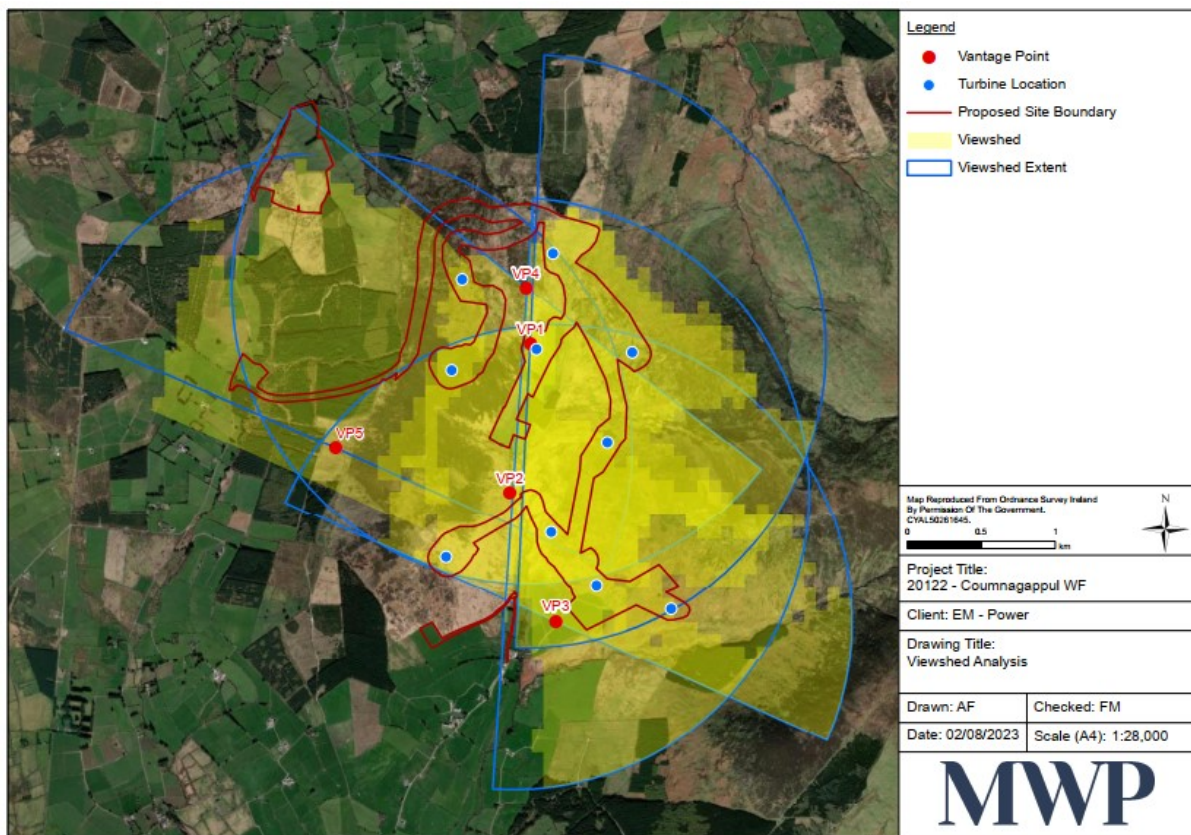 VP4
VP1
VP5
VP2
VP3
Legend
Vantage Point
Turbine Location
Proposed Site Boundary
Viewshed
Viewshed Extent
Map Reproduced From Ordnance Survey Ireland
By Permission Of The Government.
CYAL50261645.
N
0 0.5 1
km
Project Title:
20122 - Coumnagappul WF
Client: EM - Power
Drawing Title:
Viewshed Analysis
Drawn: AF
Checked: FM
Date: 02/08/2023
Scale (A4): 1:28,000
MWP